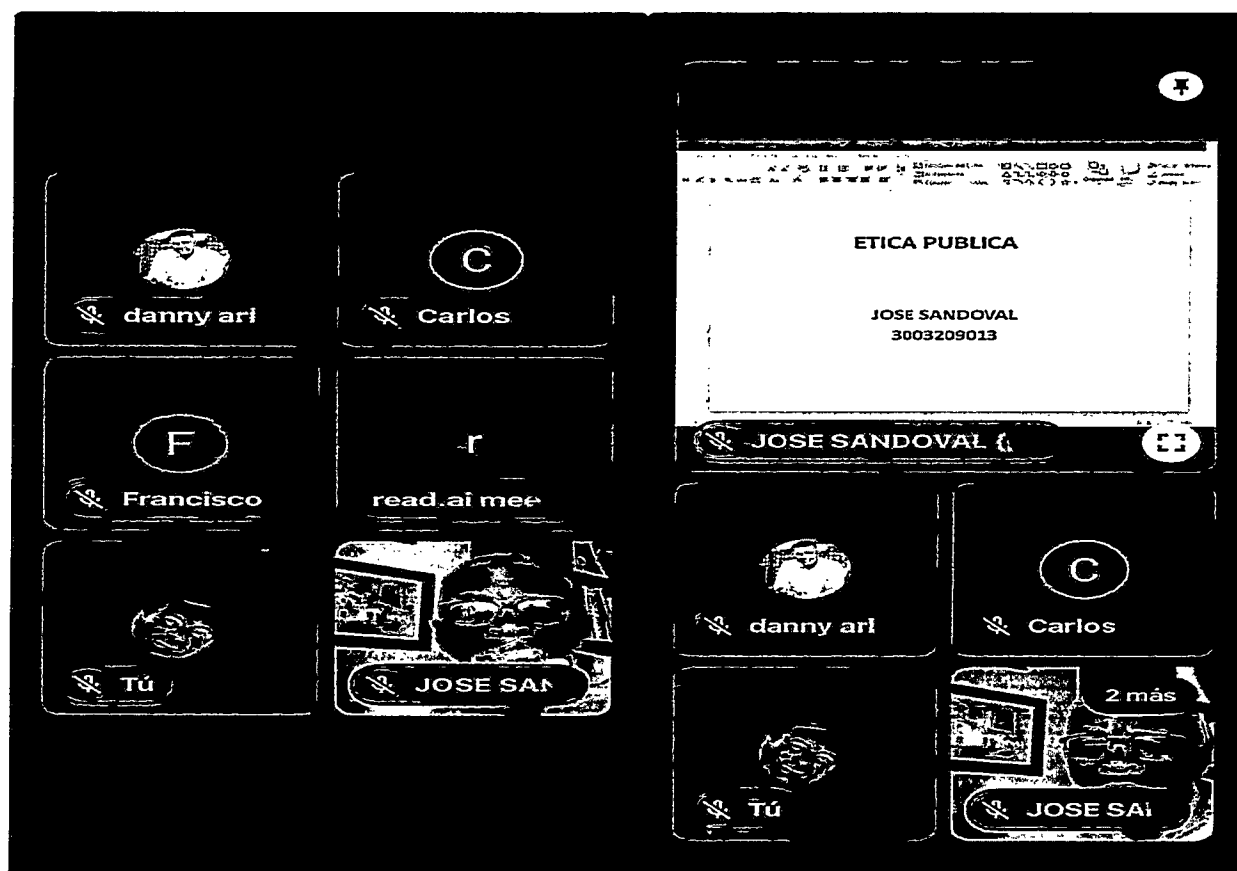 danny arl
C
Carlos
F
Francisco
r
read.ai mee
Tú
JOSE SAN
ETICA PUBLICA
JOSE SANDOVAL
3003209013
JOSE SANDOVAL (
danny arl
C
Carlos
Tú
2 más
JOSE SAI